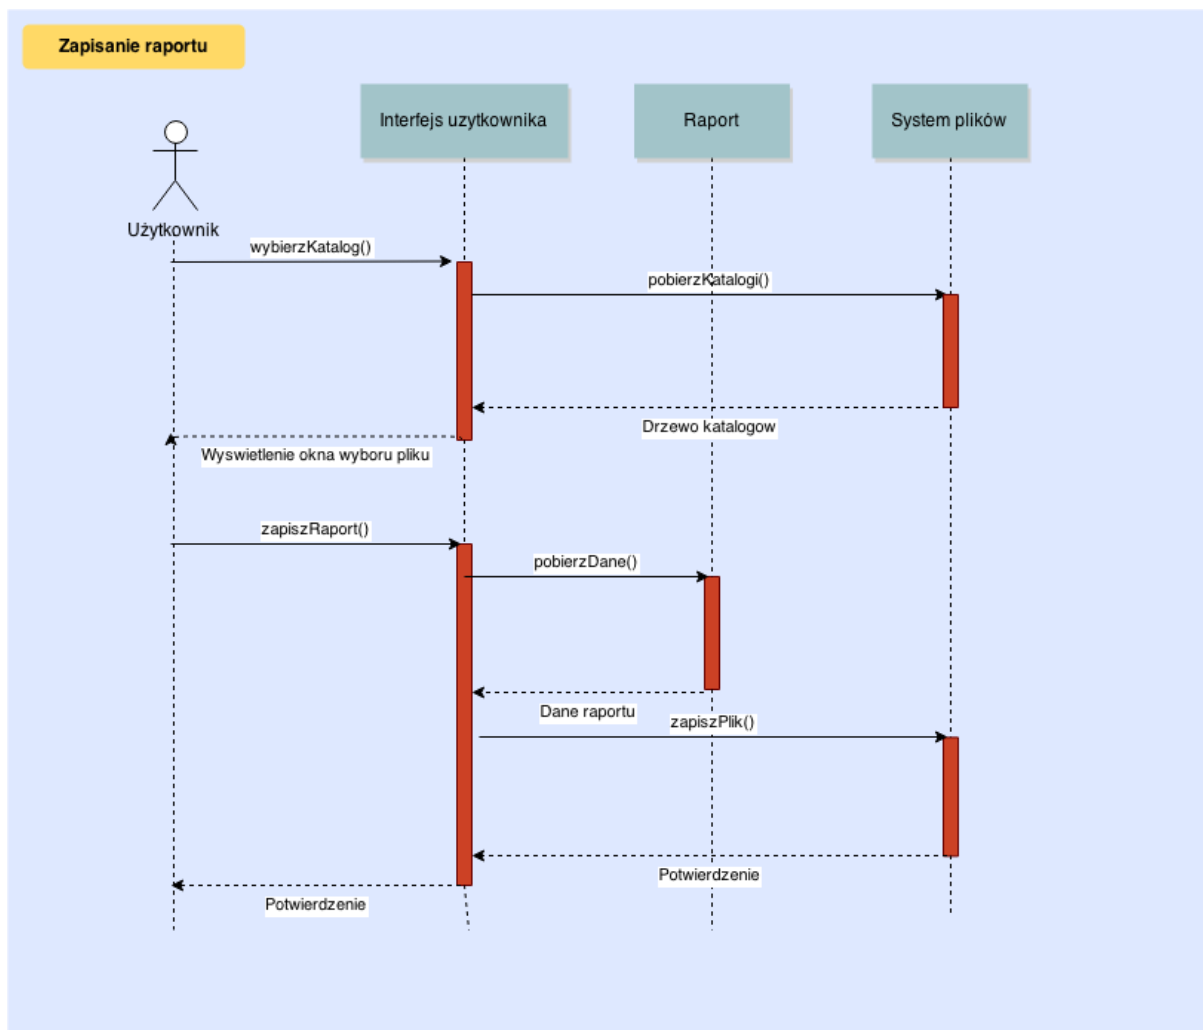 Zapisanie raportu
Interfejs uzytkownika
Raport
System plików
Użytkownik
wybierzKatalog()
pobierzKatalogi()
Drzewo katalogow
Wyswietlenie okna wyboru pliku
zapiszRaport()
pobierzDane()
Dane raportu
zapiszPlik()
Potwierdzenie
Potwierdzenie